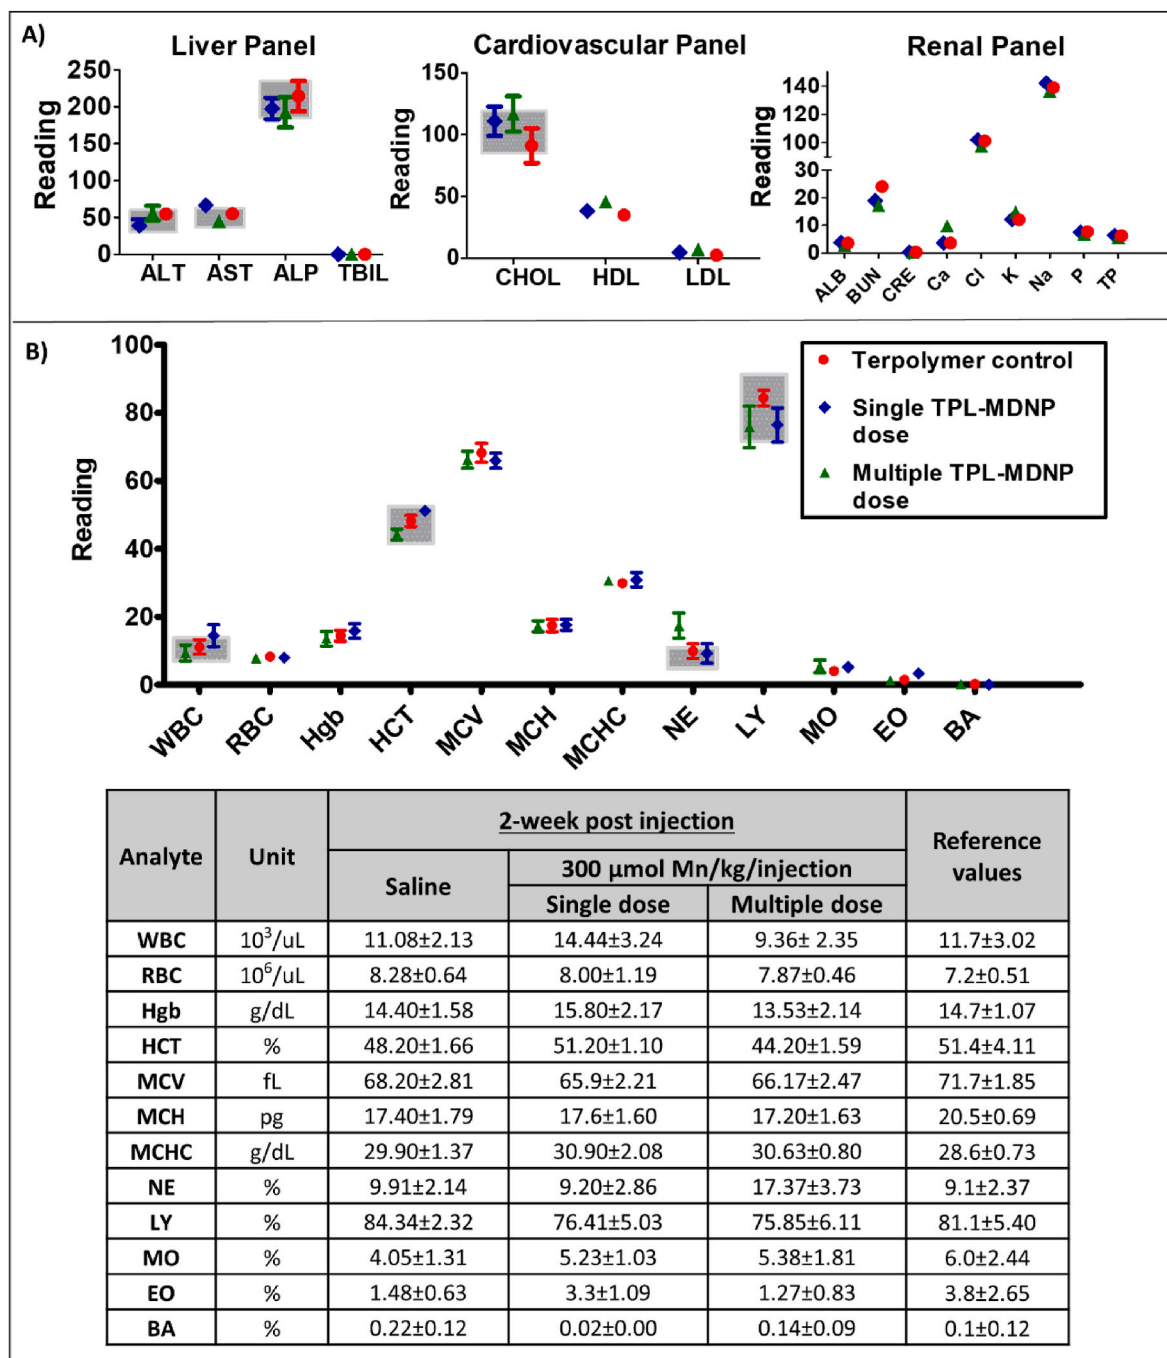 A)
Liver Panel
Reading
250
200
150
100
50
0
ALT AST ALP TBIL
Cardiovascular Panel
Reading
150
100
50
0
CHOL HDL LDL
Renal Panel
Reading
140
100
60
30
20
10
0
ALB BUN CRE Ca Cl K Na P TP
B)
Reading
100
80
60
40
20
0
WBC RBC Hgb HCT MCV MCH MCHC NE LY MO EO BA
Terpolymer control
Single TPL-MDNP
dose
Multiple TPL-MDNP
dose
Analyte Unit 2-week post injection Reference values
Saline 300 µmol Mn/kg/injection
Single dose Multiple dose
WBC 10³/uL 11.08±2.13 14.44±3.24 9.36± 2.35 11.7±3.02
RBC 10⁶/uL 8.28±0.64 8.00±1.19 7.87±0.46 7.2±0.51
Hgb g/dL 14.40±1.58 15.80±2.17 13.53±2.14 14.7±1.07
HCT % 48.20±1.66 51.20±1.10 44.20±1.59 51.4±4.11
MCV fL 68.20±2.81 65.9±2.21 66.17±2.47 71.7±1.85
MCH pg 17.40±1.79 17.6±1.60 17.20±1.63 20.5±0.69
MCHC g/dL 29.90±1.37 30.90±2.08 30.63±0.80 28.6±0.73
NE % 9.91±2.14 9.20±2.86 17.37±3.73 9.1±2.37
LY % 84.34±2.32 76.41±5.03 75.85±6.11 81.1±5.40
MO % 4.05±1.31 5.23±1.03 5.38±1.81 6.0±2.44
EO % 1.48±0.63 3.3±1.09 1.27±0.83 3.8±2.65
BA % 0.22±0.12 0.02±0.00 0.14±0.09 0.1±0.12